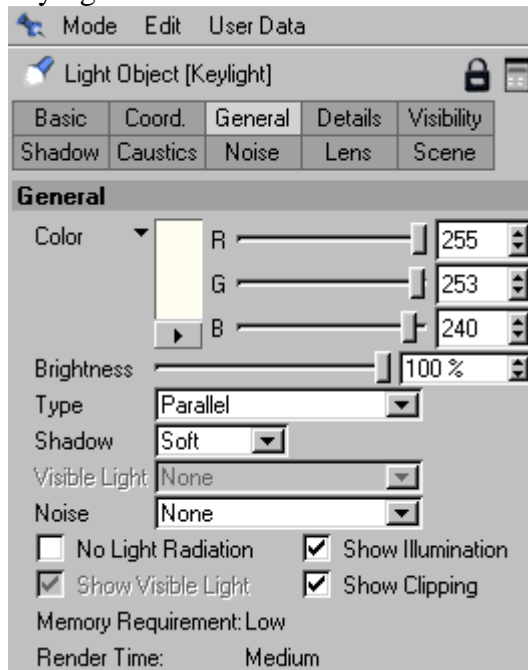 Mode Edit User Data
Light Object [Keylight]
Basic Coord. General Details Visibility
Shadow Caustics Noise Lens Scene
General
Color R 255
G 253
B 240
Brightness 100 %
Type Parallel
Shadow Soft
Visible Light None
Noise None
No Light Radiation Show Illumination
Show Visible Light Show Clipping
Memory Requirement: Low
Render Time: Medium